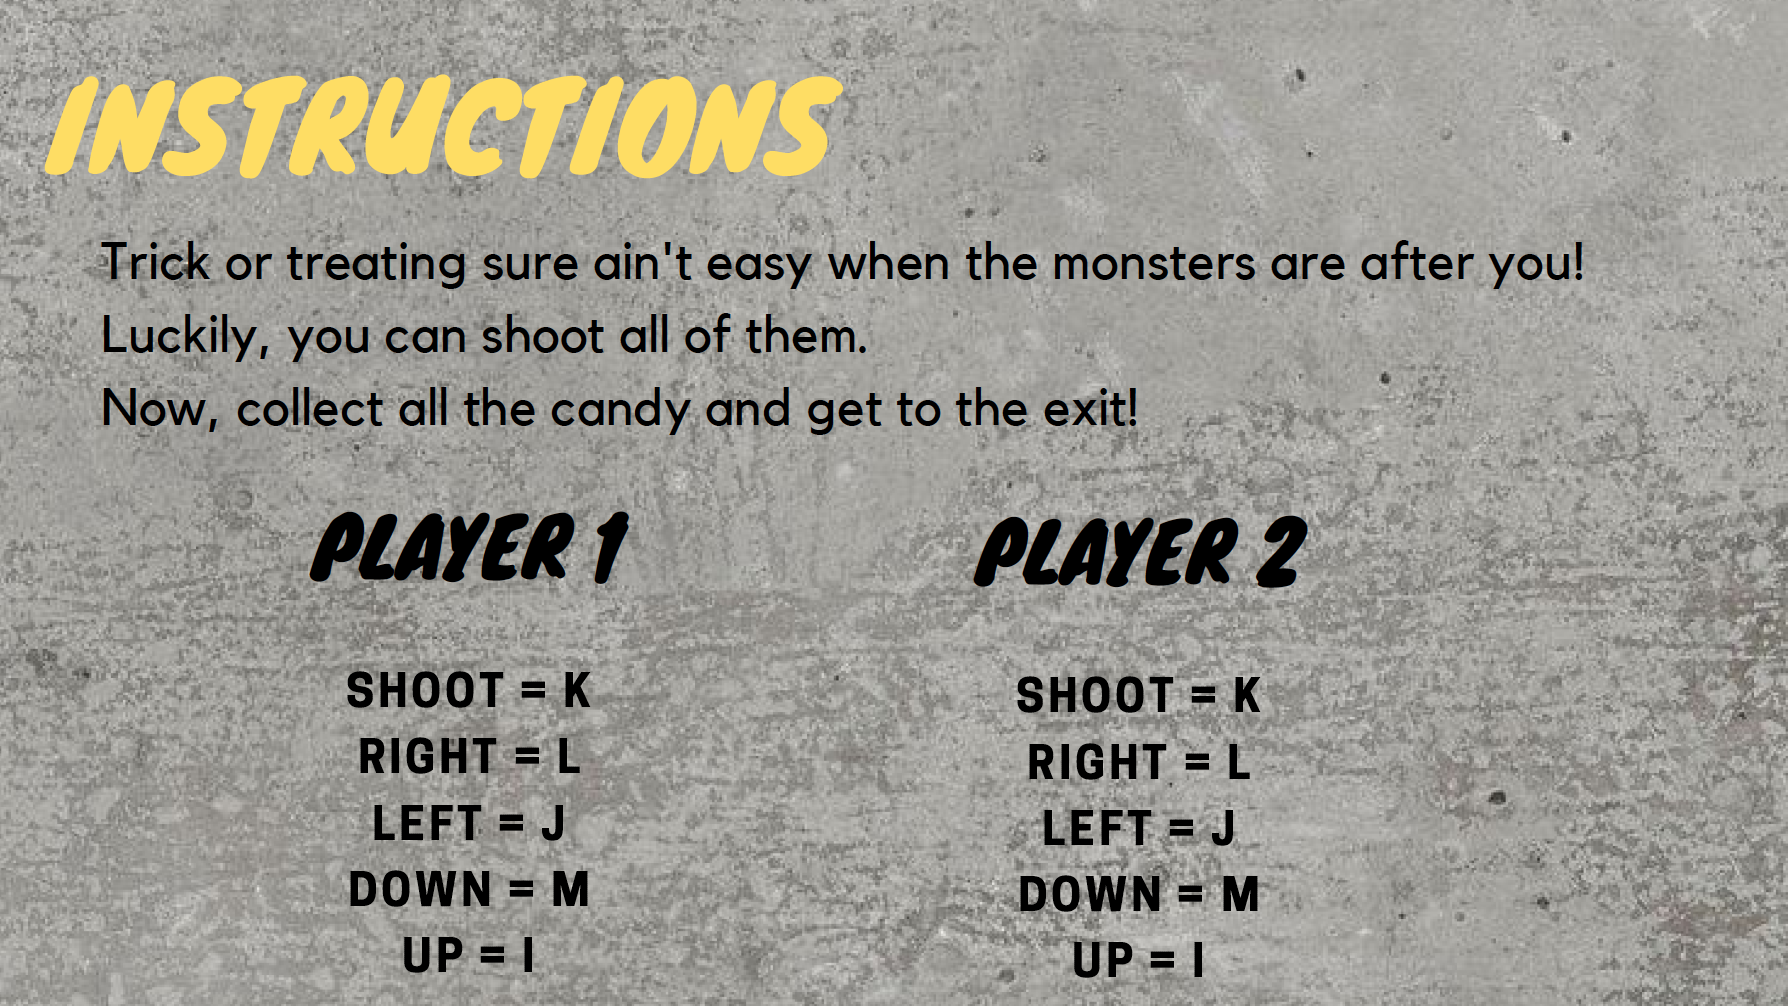 INSTRUCTIONS
Trick or treating sure ain't easy when the monsters are after you!
Luckily, you can shoot all of them.
Now, collect all the candy and get to the exit!
PLAYER 1
SHOOT = K
RIGHT = L
LEFT = J
DOWN = M
UP = I
PLAYER 2
SHOOT = K
RIGHT = L
LEFT = J
DOWN = M
UP = I